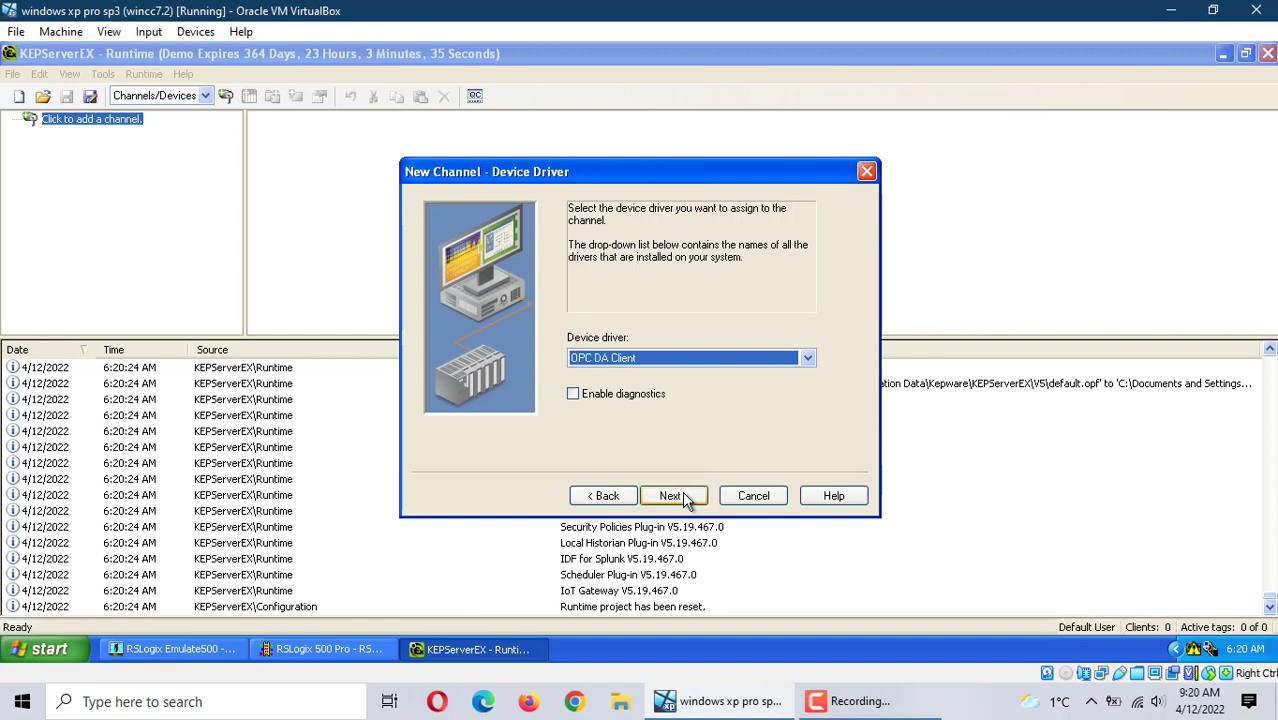 windows xp pro sp3 (wincc7.2) [Running] - Oracle VM VirtualBox
File Machine View Input Devices Help
KEPServerEX - Runtime (Demo Expires 364 Days, 23 Hours, 3 Minutes, 35 Seconds)
File Edit View Tools Runtime Help
Channels/Devices
Click to add a channel.
New Channel - Device Driver
Select the device driver you want to assign to the
channel.
The drop-down list below contains the names of all the
drivers that are installed on your system.
Device driver:
OPC DA Client
Enable diagnostics
< Back Next Cancel Help
Date Time Source
4/12/2022 6:20:24 AM KEPServerEX\Runtime
4/12/2022 6:20:24 AM KEPServerEX\Runtime ation Data\Kepware\KEPServerEX\V5\default.opf' to 'C:\Documents and Settings...
4/12/2022 6:20:24 AM KEPServerEX\Runtime
4/12/2022 6:20:24 AM KEPServerEX\Runtime
4/12/2022 6:20:24 AM KEPServerEX\Runtime
4/12/2022 6:20:24 AM KEPServerEX\Runtime
4/12/2022 6:20:24 AM KEPServerEX\Runtime
4/12/2022 6:20:24 AM KEPServerEX\Runtime
4/12/2022 6:20:24 AM KEPServerEX\Runtime
4/12/2022 6:20:24 AM KEPServerEX\Runtime
4/12/2022 6:20:24 AM KEPServerEX\Runtime Security Policies Plug-in V5.19.467.0
4/12/2022 6:20:24 AM KEPServerEX\Runtime Local Historian Plug-in V5.19.467.0
4/12/2022 6:20:24 AM KEPServerEX\Runtime IDF for Splunk V5.19.467.0
4/12/2022 6:20:24 AM KEPServerEX\Runtime Scheduler Plug-in V5.19.467.0
4/12/2022 6:20:24 AM KEPServerEX\Runtime IoT Gateway V5.19.467.0
4/12/2022 6:20:24 AM KEPServerEX\Configuration Runtime project has been reset.
Ready Default User Clients: 0 Active tags: 0 of 0
start RSLogix Emulate500 -... RSLogix 500 Pro - RS... KEPServerEX - Runti... 6:20 AM
Right Ctrl
Type here to search windows xp pro sp... Recording... 1°C 9:20 AM
4/12/2022